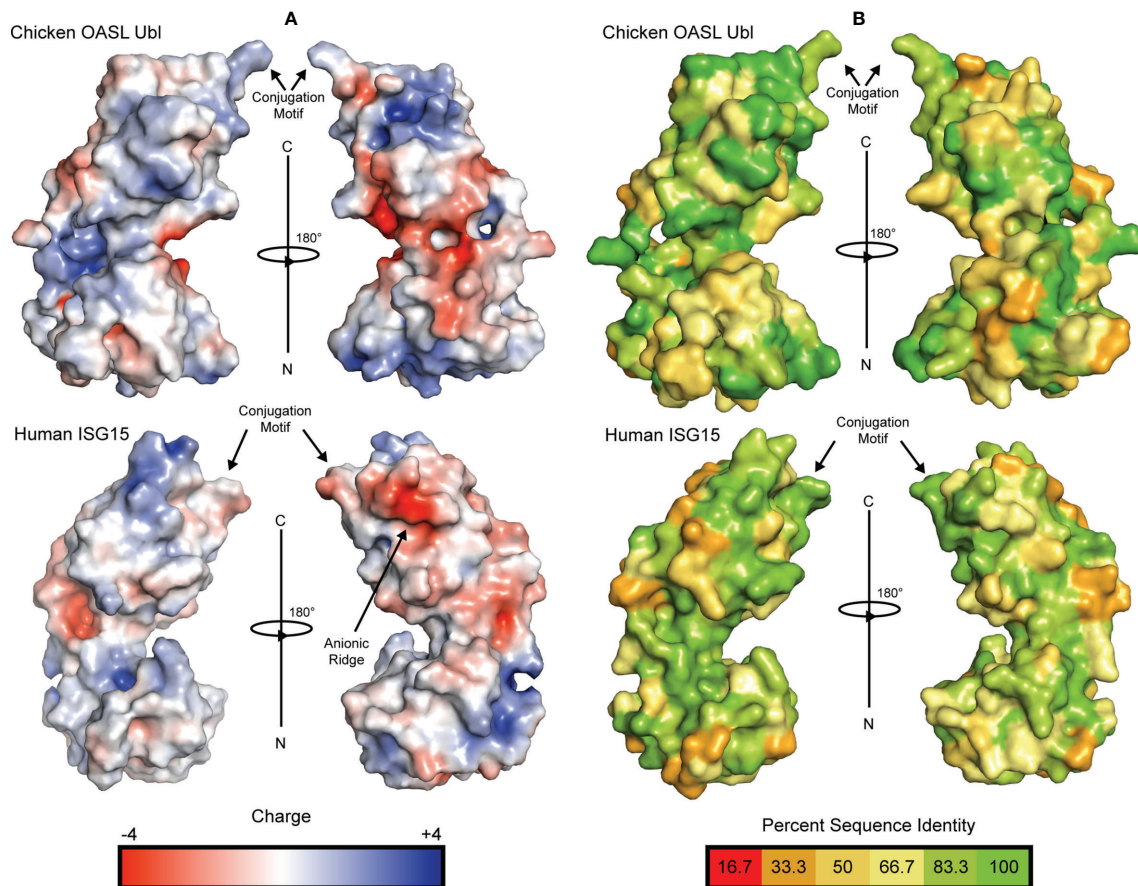 A
Chicken OASL Ubl
Conjugation
Motif
C
180°
N
Human ISG15
Conjugation
Motif
C
180°
Anionic
Ridge
N
Charge
-4
+4
B
Chicken OASL Ubl
Conjugation
Motif
C
180°
N
Human ISG15
Conjugation
Motif
C
180°
N
Percent Sequence Identity
16.7 33.3 50 66.7 83.3 100